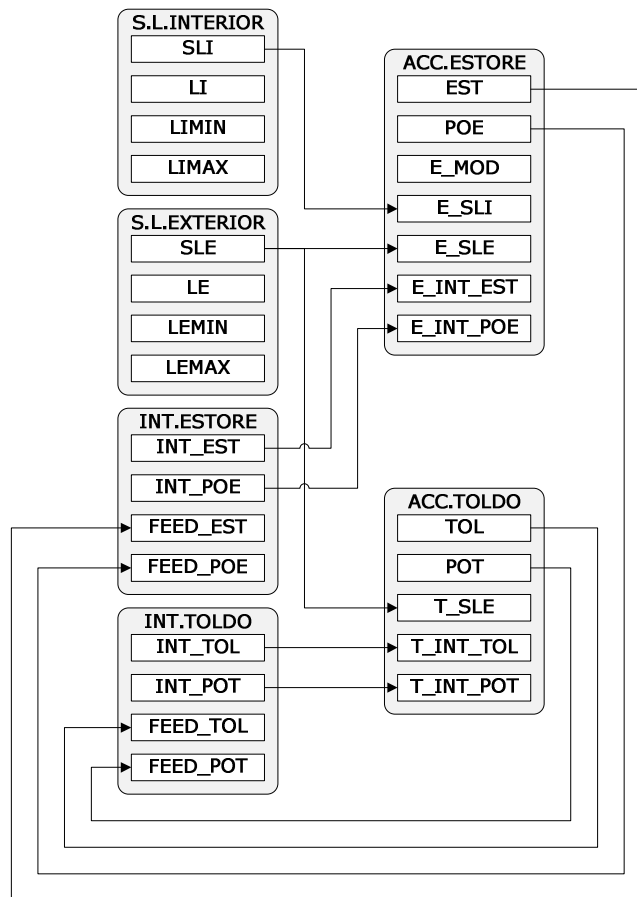 S.L.INTERIOR
SLI
LI
LIMIN
LIMAX
S.L.EXTERIOR
SLE
LE
LEMIN
LEMAX
INT.ESTORE
INT_EST
INT_POE
FEED_EST
FEED_POE
INT.TOLDO
INT_TOL
INT_POT
FEED_TOL
FEED_POT
ACC.ESTORE
EST
POE
E_MOD
E_SLI
E_SLE
E_INT_EST
E_INT_POE
ACC.TOLDO
TOL
POT
T_SLE
T_INT_TOL
T_INT_POT